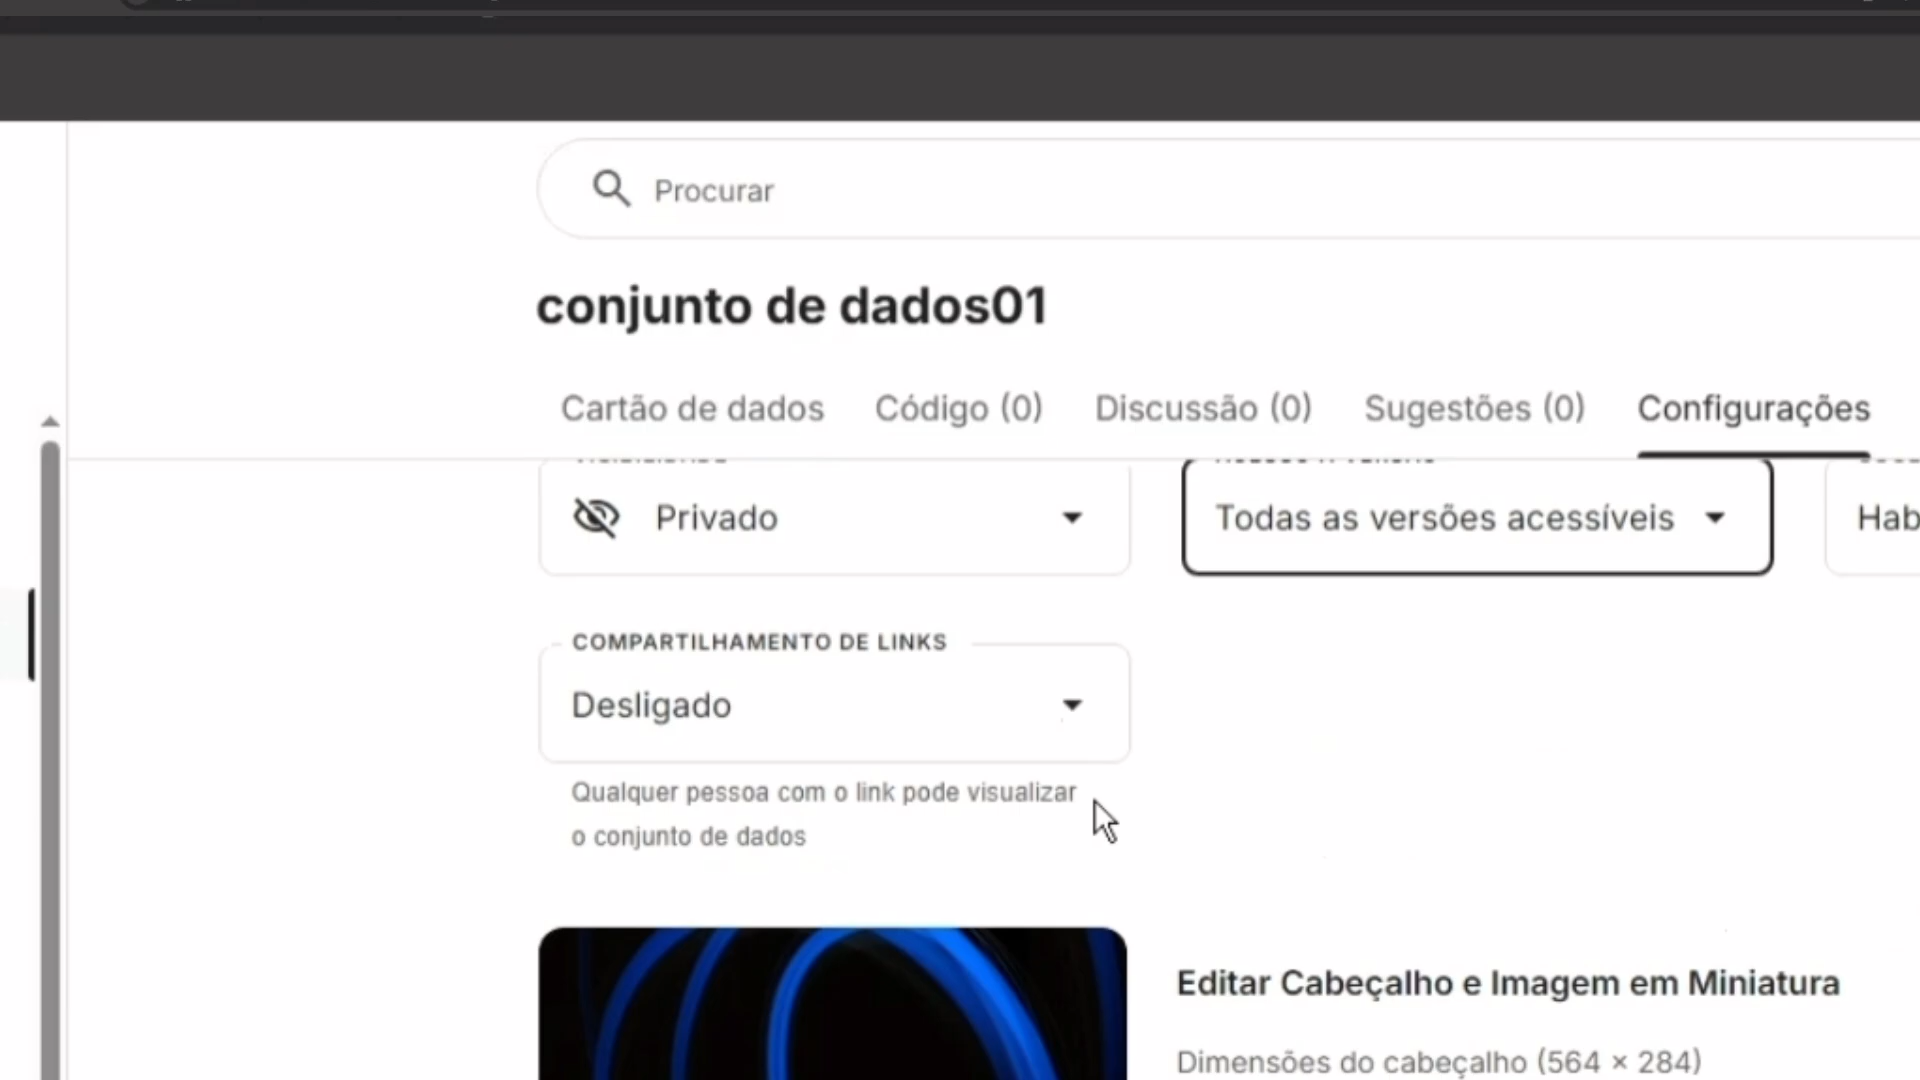 Procurar
conjunto de dados01
Cartão de dados Código (0) Discussão (0) Sugestões (0) Configurações
Privado Todas as versões acessíveis Hab
COMPARTILHAMENTO DE LINKS
Desligado
Qualquer pessoa com o link pode visualizar
o conjunto de dados
Editar Cabeçalho e Imagem em Miniatura
Dimensões do cabeçalho (564 × 284)